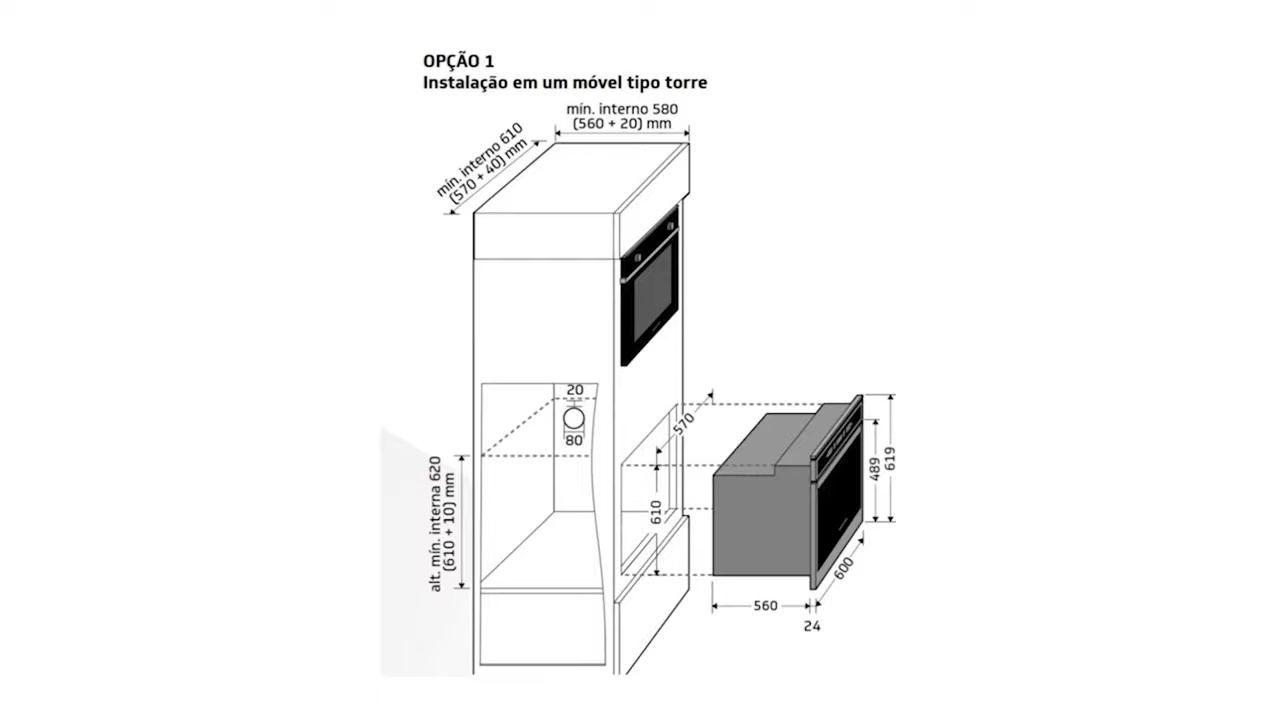 OPÇÃO 1
Instalação em um móvel tipo torre
mín. interno 580
(560 + 20) mm
mín. interno 610
(570 + 40) mm
20
80
570
alt. mín. interna 620
(610 + 10) mm
610
489
619
600
560
24